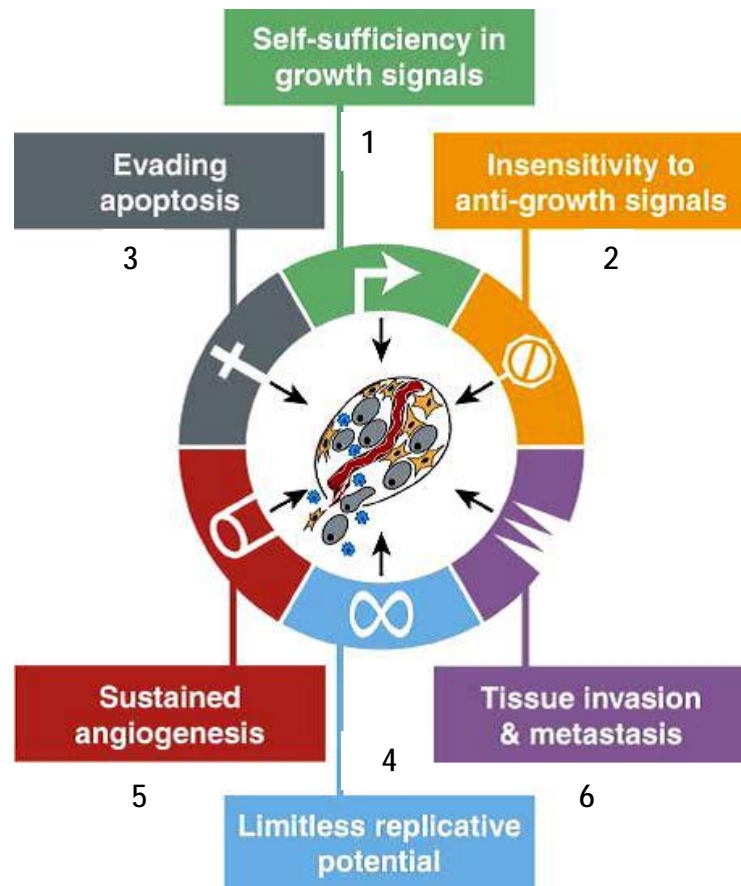 Self-sufficiency in
growth signals
1
Evading
apoptosis
3
Insensitivity to
anti-growth signals
2
Sustained
angiogenesis
5
4
Limitless replicative
potential
Tissue invasion
& metastasis
6